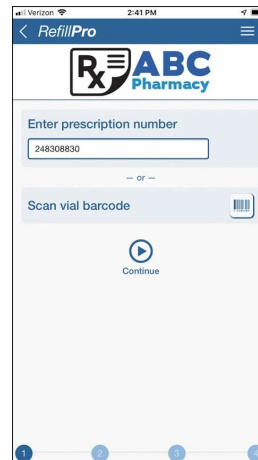 Verizon 2:41 PM
RefillPro
Rx ABC
Pharmacy
Enter prescription number
248308830
— or —
Scan vial barcode
Continue
1 2 3 4